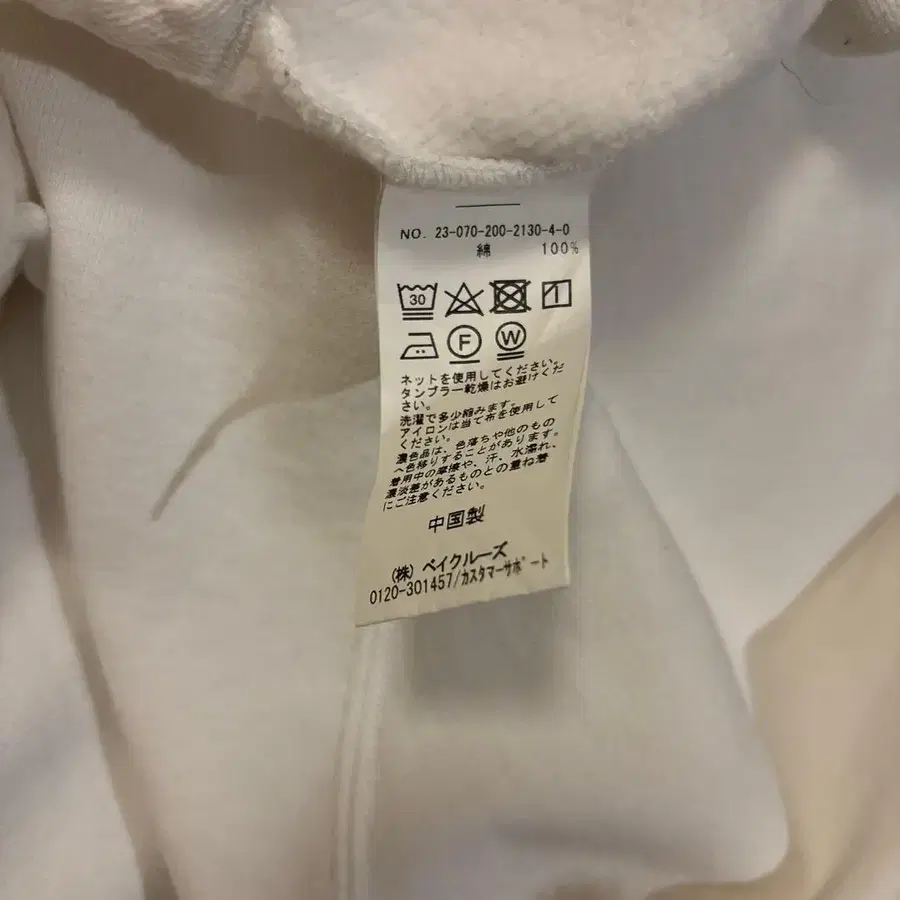 NO. 23-070-200-2130-4-0
綿 100%
30
F W
ネットを使用してください。
タンブラー乾燥はお避けくだ
さい。
洗濯で多少縮みます。
アイロンは当て布を使用して
ください。
濃色品は、色落ちや他のもの
へ色移りすることがあります。
着用中の摩擦や、汗、水濡れ、
濃淡差があるものとの重ね着
にご注意ください。
中国製
(株) ベイクルーズ
0120-301457/カスタマーサポート